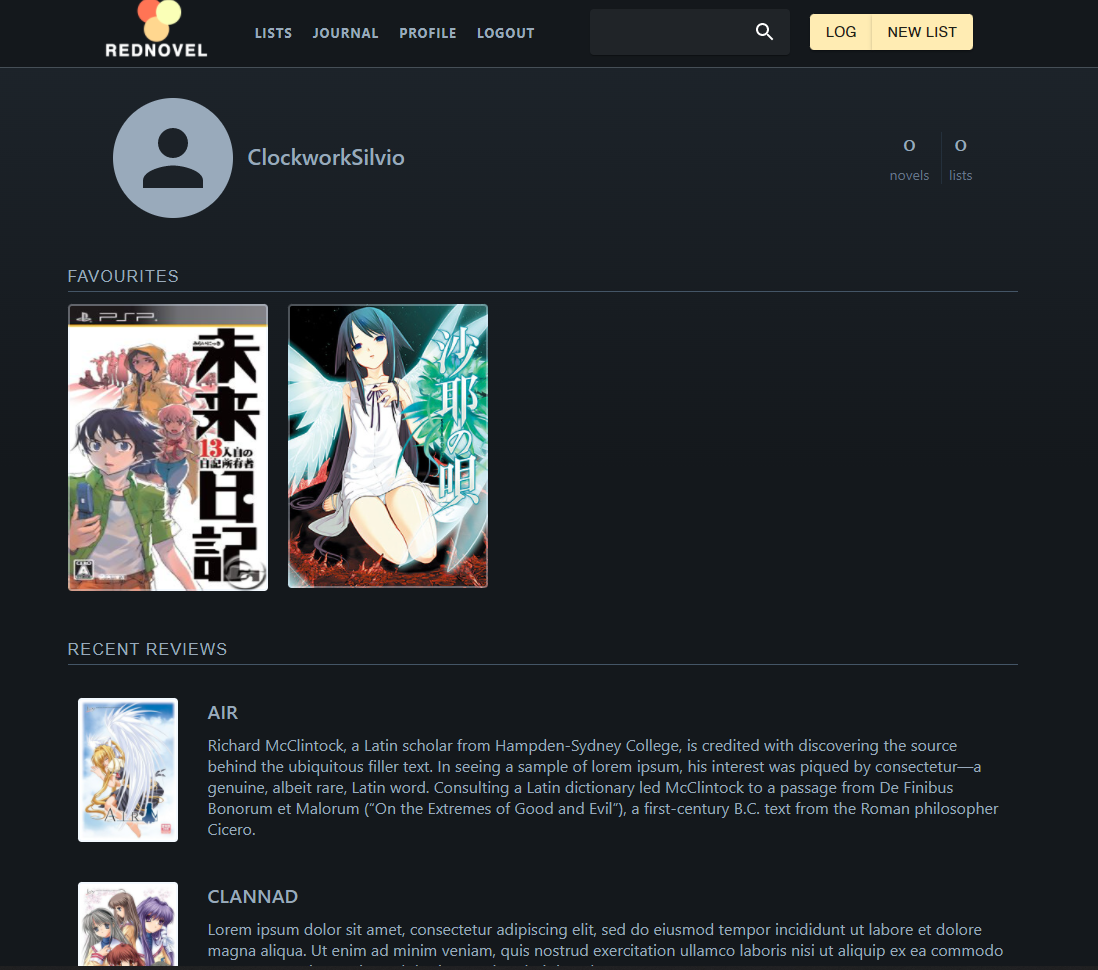 REDNOVEL
LISTS JOURNAL PROFILE LOGOUT
LOG NEW LIST
ClockworkSilvio
0 0
novels lists
FAVOURITES
PSP
みらいにっき
未来日記
13人目の
日記所有者
沙耶の唄
RECENT REVIEWS
AIR
AIR
Richard McClintock, a Latin scholar from Hampden-Sydney College, is credited with discovering the source
behind the ubiquitous filler text. In seeing a sample of lorem ipsum, his interest was piqued by consectetur—a
genuine, albeit rare, Latin word. Consulting a Latin dictionary led McClintock to a passage from De Finibus
Bonorum et Malorum (“On the Extremes of Good and Evil”), a first-century B.C. text from the Roman philosopher
Cicero.
CLANNAD
Lorem ipsum dolor sit amet, consectetur adipiscing elit, sed do eiusmod tempor incididunt ut labore et dolore
magna aliqua. Ut enim ad minim veniam, quis nostrud exercitation ullamco laboris nisi ut aliquip ex ea commodo